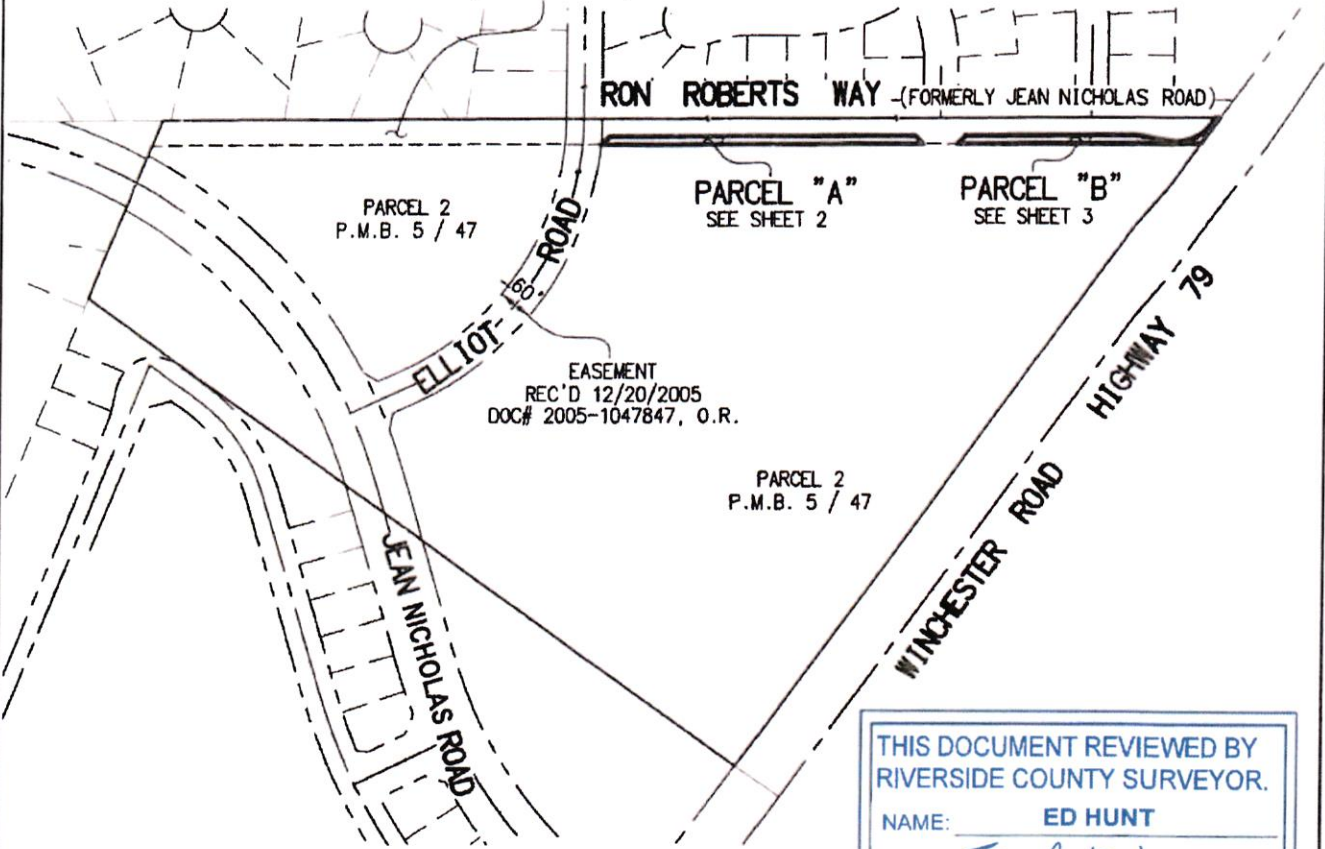 RON ROBERTS WAY (FORMERLY JEAN NICHOLAS ROAD)
PARCEL 2
P.M.B. 5 / 47
PARCEL "A"
SEE SHEET 2
PARCEL "B"
SEE SHEET 3
ELLIOT ROAD
60'
EASEMENT
REC'D 12/20/2005
DOC# 2005-1047847, O.R.
PARCEL 2
P.M.B. 5 / 47
WINCHESTER ROAD HIGHWAY 79
JEAN NICHOLAS ROAD
THIS DOCUMENT REVIEWED BY
RIVERSIDE COUNTY SURVEYOR.
NAME: ED HUNT